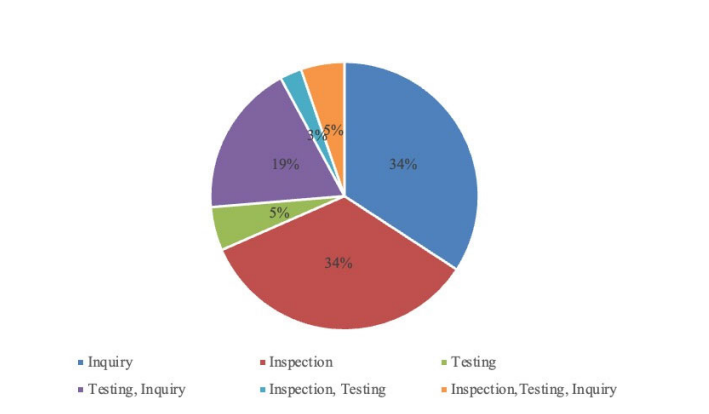 3% 5%
19% 34%
5%
34%
Inquiry Inspection Testing
Testing, Inquiry Inspection, Testing Inspection,Testing, Inquiry